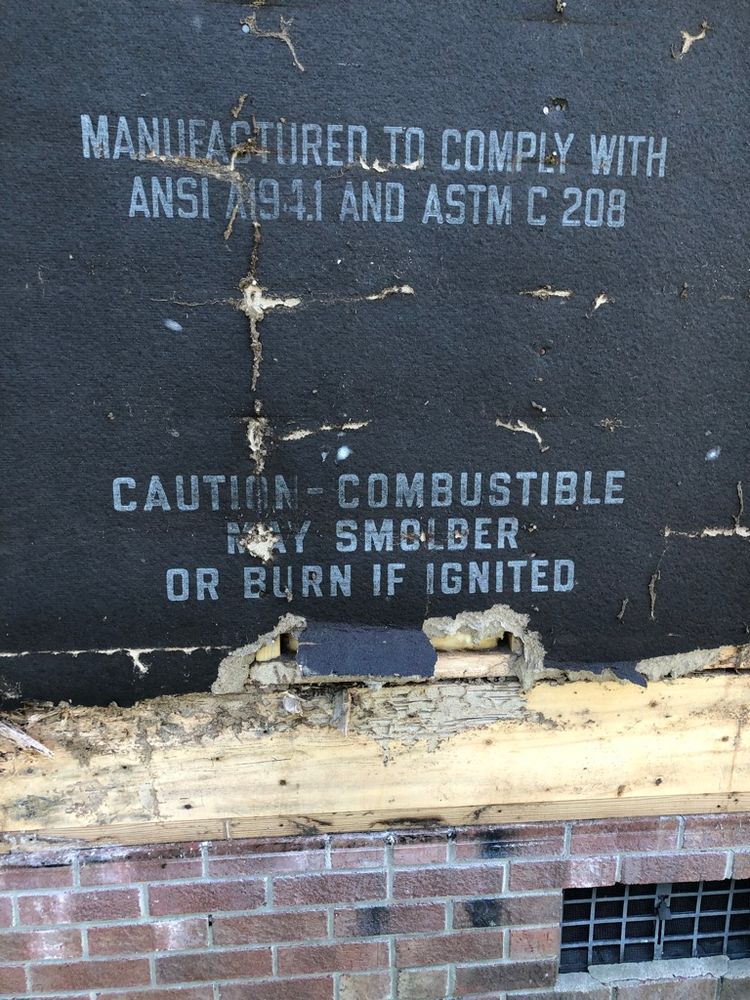 MANUFACTURED TO COMPLY WITH
ANSI A194.1 AND ASTM C 208
CAUTION - COMBUSTIBLE
MAY SMOLDER
OR BURN IF IGNITED